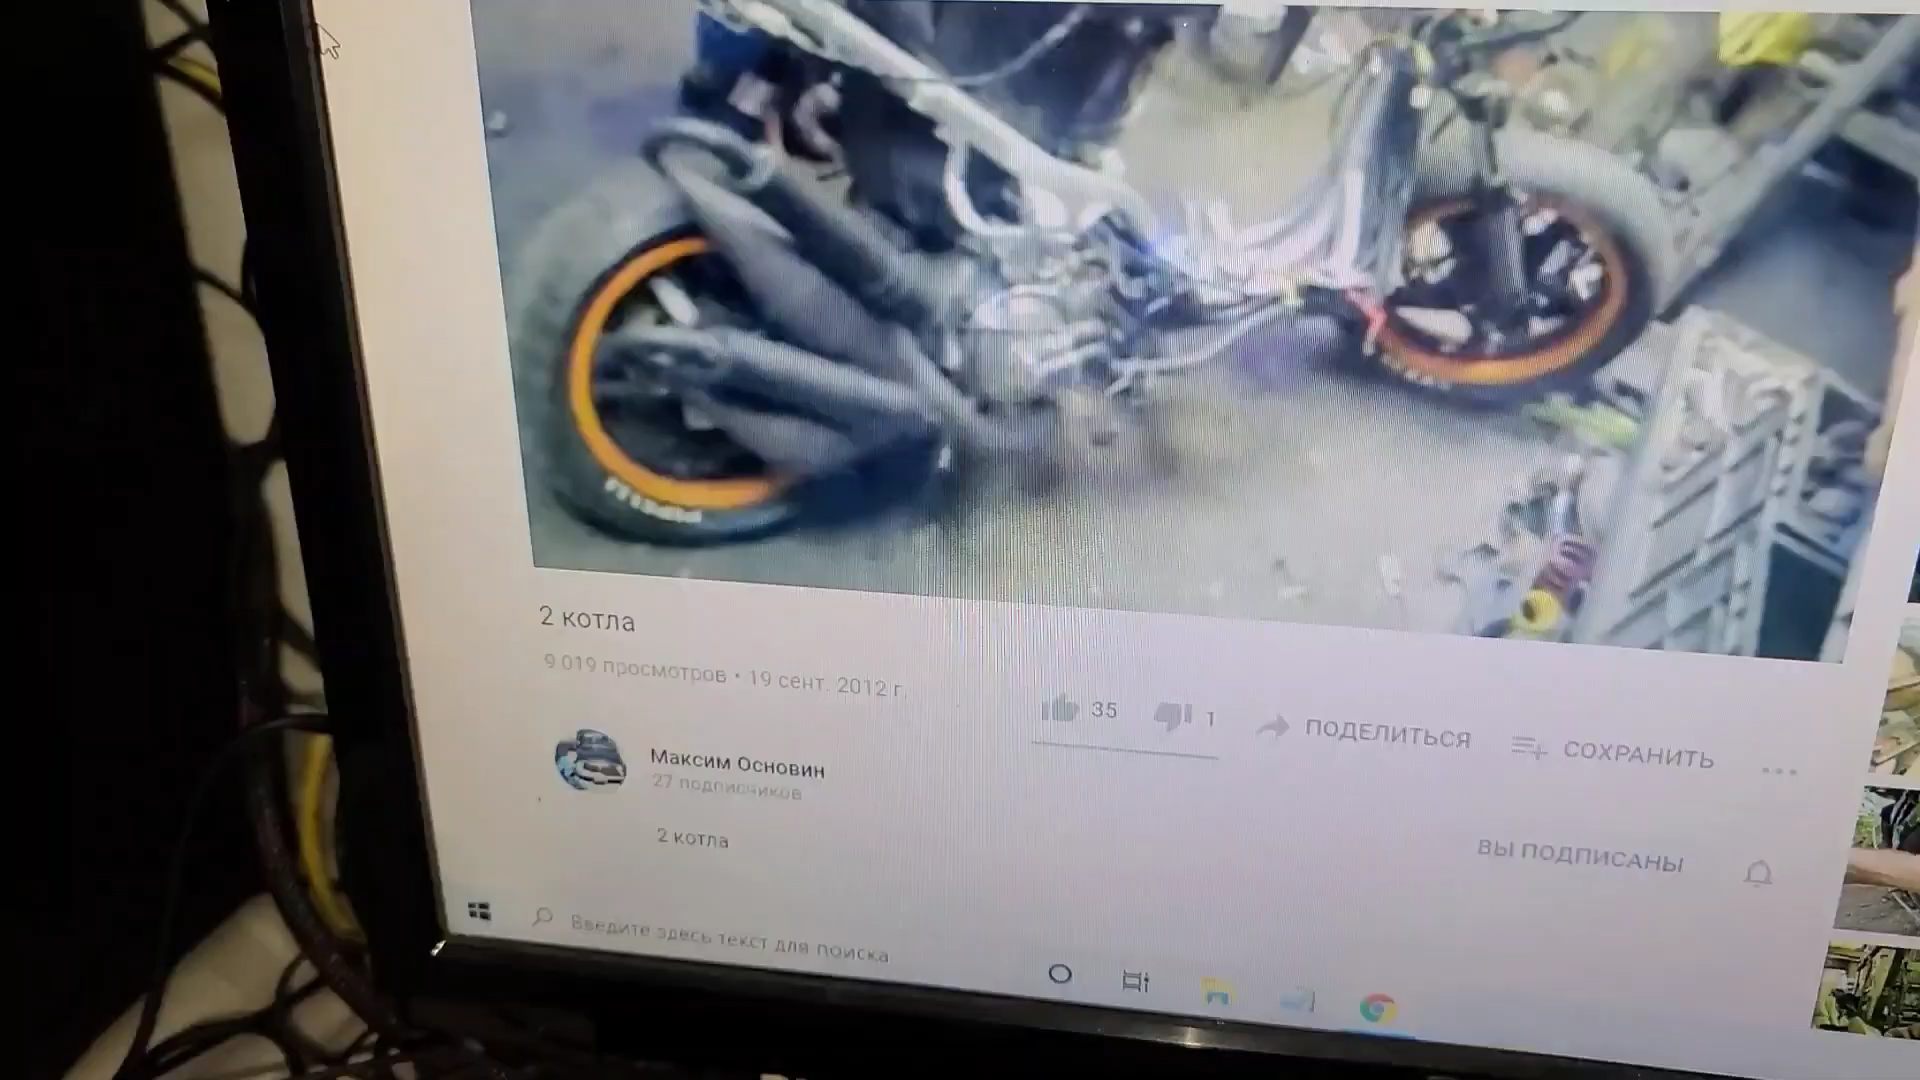 2 котла
9 019 просмотров • 19 сент. 2012 г.
35
1
ПОДЕЛИТЬСЯ
СОХРАНИТЬ
Максим Основин
27 подписчиков
ВЫ ПОДПИСАНЫ
2 котла
Введите здесь текст для поиска